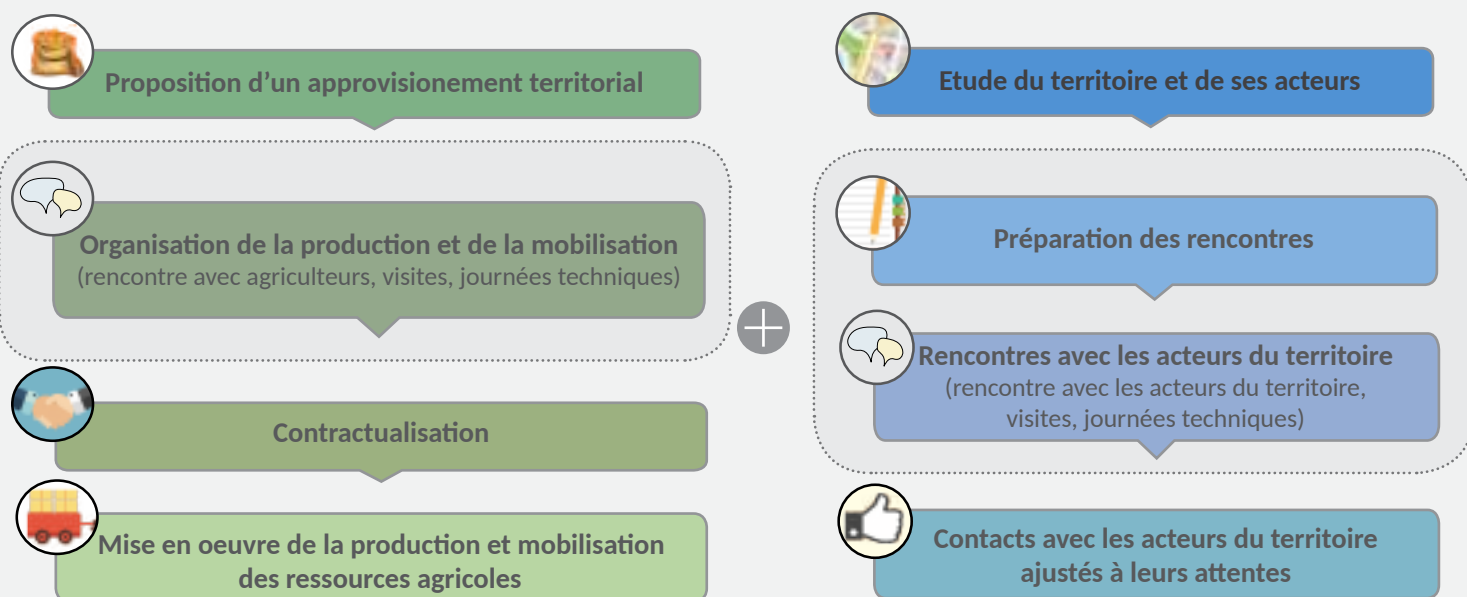 Proposition d’un approvisionement territorial
Organisation de la production et de la mobilisation
(rencontre avec agriculteurs, visites, journées techniques)
Contractualisation
Mise en oeuvre de la production et mobilisation
des ressources agricoles
Etude du territoire et de ses acteurs
Préparation des rencontres
Rencontres avec les acteurs du territoire
(rencontre avec les acteurs du territoire,
visites, journées techniques)
Contacts avec les acteurs du territoire
ajustés à leurs attentes